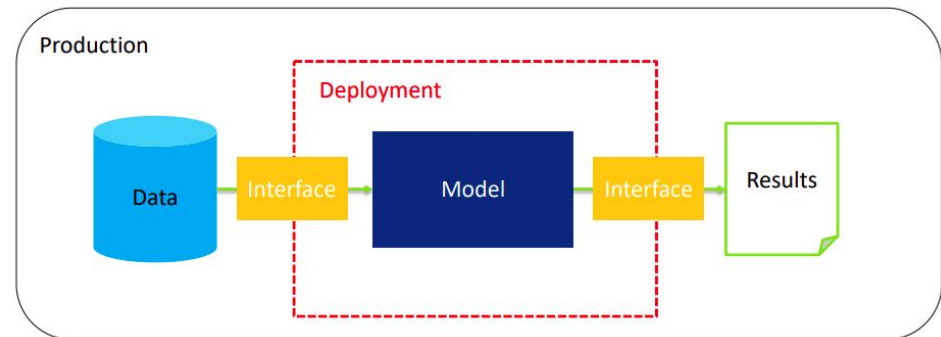 Production
Deployment
Data
Interface
Model
Interface
Results